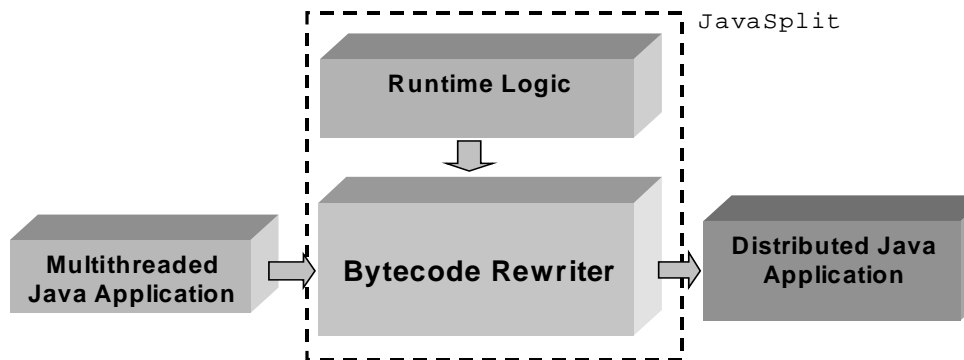 JavaSplit
Runtime Logic
Multithreaded
Java Application
Bytecode Rewriter
Distributed Java
Application